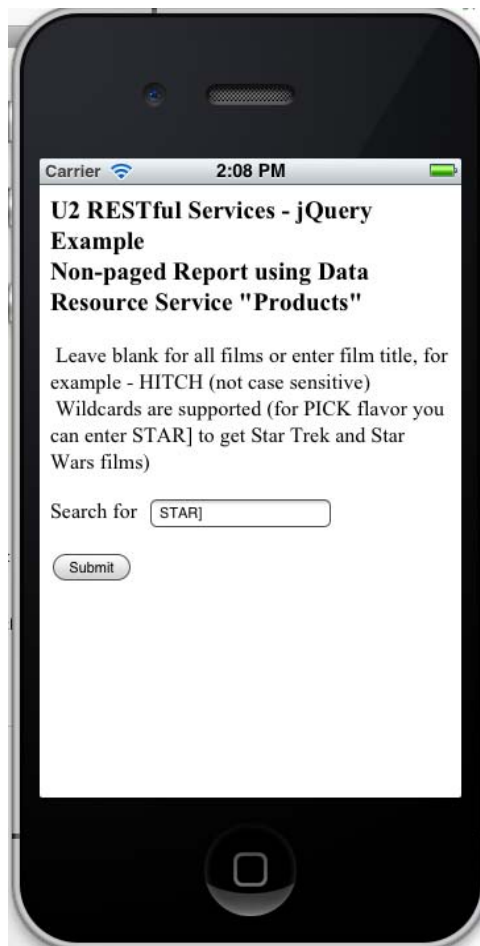 Carrier 2:08 PM
U2 RESTful Services - jQuery
Example
Non-paged Report using Data
Resource Service "Products"
Leave blank for all films or enter film title, for
example - HITCH (not case sensitive)
Wildcards are supported (for PICK flavor you
can enter STAR] to get Star Trek and Star
Wars films)
Search for STAR]
Submit